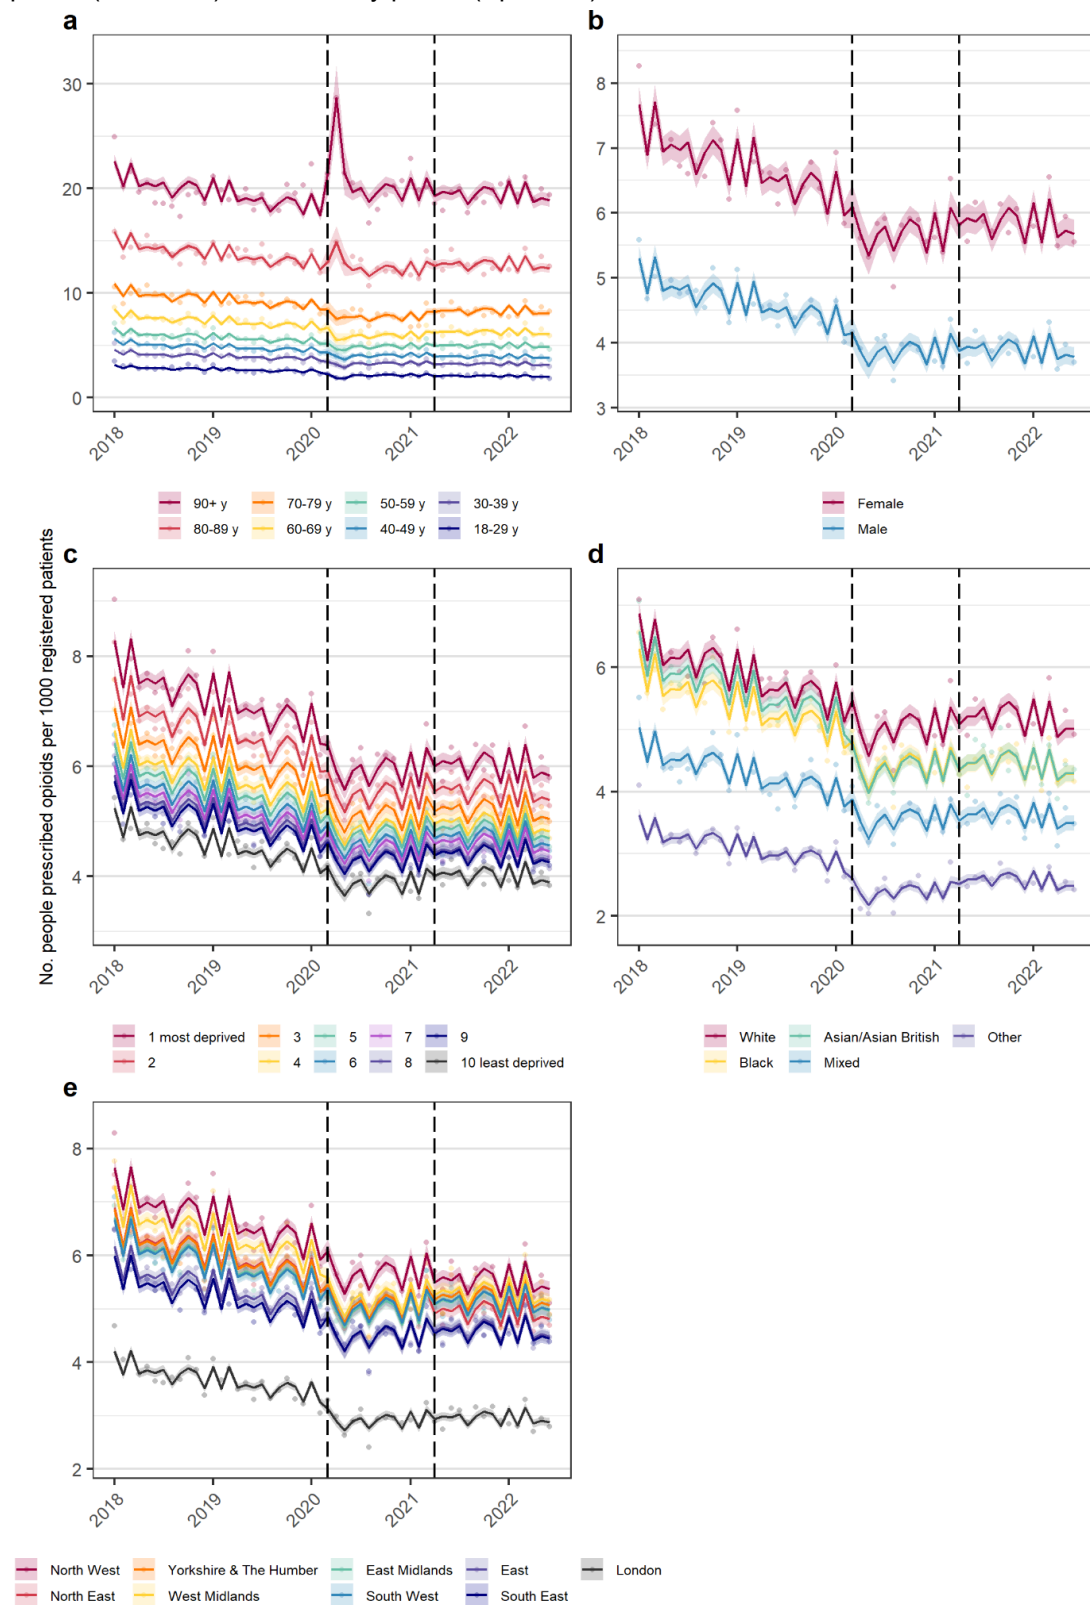 a
b
30
20
10
0
2018
2019
2020
2021
2022
8
7
6
5
4
3
2018
2019
2020
2021
2022
90+ y
70-79 y
50-59 y
30-39 y
80-89 y
60-69 y
40-49 y
18-29 y
Female
Male
No. people prescribed opioids per 1000 registered patients
c
d
8
6
4
2018
2019
2020
2021
2022
6
4
2
2018
2019
2020
2021
2022
1 most deprived
3
5
7
9
2
4
6
8
10 least deprived
White
Asian/Asian British
Other
Black
Mixed
e
8
6
4
2
2018
2019
2020
2021
2022
North West
Yorkshire & The Humber
East Midlands
East
London
North East
West Midlands
South West
South East